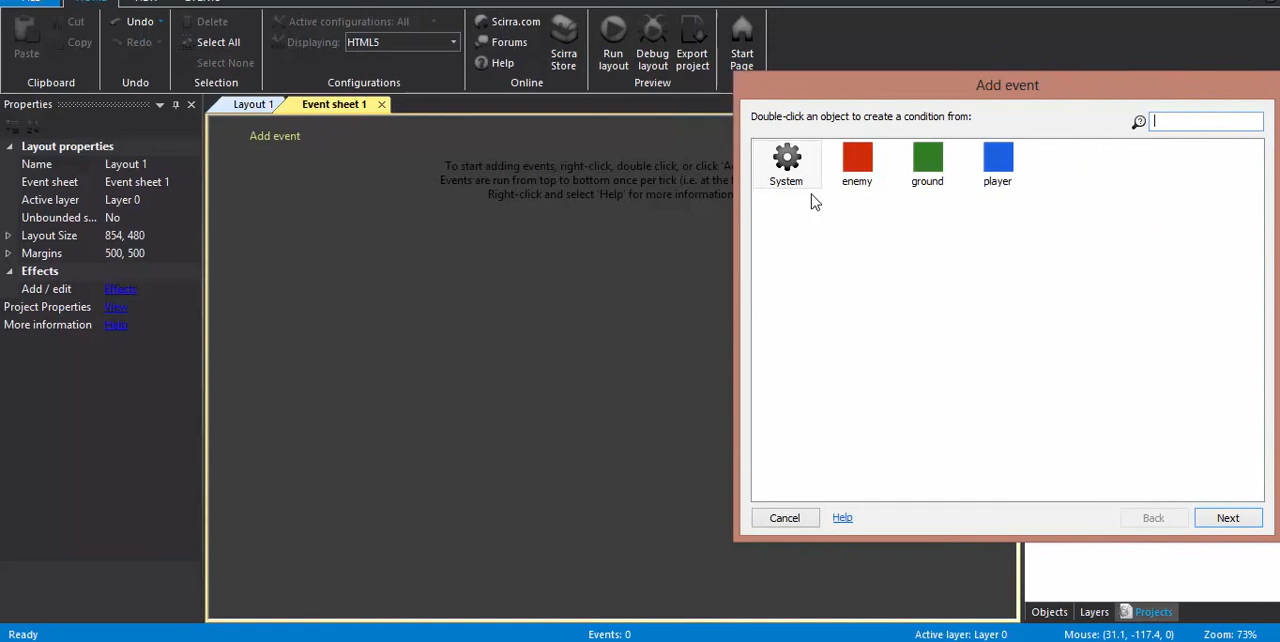 Cut
Undo
Delete
Active configurations: All
Scirra.com
Copy
Redo
Select All
Displaying: HTML5
Forums
Paste
Select None
Help
Scirra Store
Run layout
Debug layout
Export project
Start Page
Clipboard
Undo
Selection
Configurations
Online
Preview
Properties
Layout 1
Event sheet 1
Layout properties
Name Layout 1
Event sheet Event sheet 1
Active layer Layer 0
Unbounded s... No
Layout Size 854, 480
Margins 500, 500
Effects
Add / edit Effects
Project Properties View
More information Help
Add event
To start adding events, right-click, double click, or click
Events are run from top to bottom once per tick (i.e. at the
Right-click and select 'Help' for more information
Add event
Double-click an object to create a condition from:
System
enemy
ground
player
Cancel
Help
Back
Next
Objects
Layers
Projects
Ready
Events: 0
Active layer: Layer 0
Mouse: (31.1, -117.4, 0)
Zoom: 73%